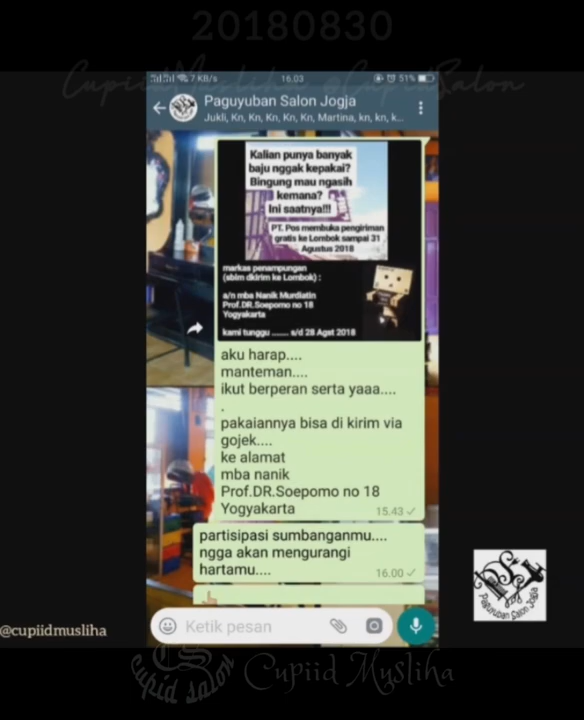 20180830
CupiidMusliha @CupiidSalon
7 KB/s 16.03 51%
Paguyuban Salon Jogja
Jukli, Kn, Kn, Kn, Kn, Martina, kn, kn, k...
Kalian punya banyak
baju nggak kepakai?
Bingung mau ngasih
kemana?
Ini saatnya!!!
PT. Pos membuka pengiriman
gratis ke Lombok sampai 31
Agustus 2018
markas penampungan
(sblm dkirim ke Lombok) :
a/n mba Nanik Murdiatin
Prof.DR.Soepomo no 18
Yogyakarta
kami tunggu ....... s/d 28 Agst 2018
aku harap....
manteman....
ikut berperan serta yaaa....
.
pakaiannya bisa di kirim via
gojek....
ke alamat
mba nanik
Prof.DR.Soepomo no 18
Yogyakarta 15.43
partisipasi sumbanganmu....
ngga akan mengurangi
hartamu.... 16.00
Ketik pesan
Paguyuban Salon Jogja
@cupiidmusliha
cupiid salon Cupiid Musliha